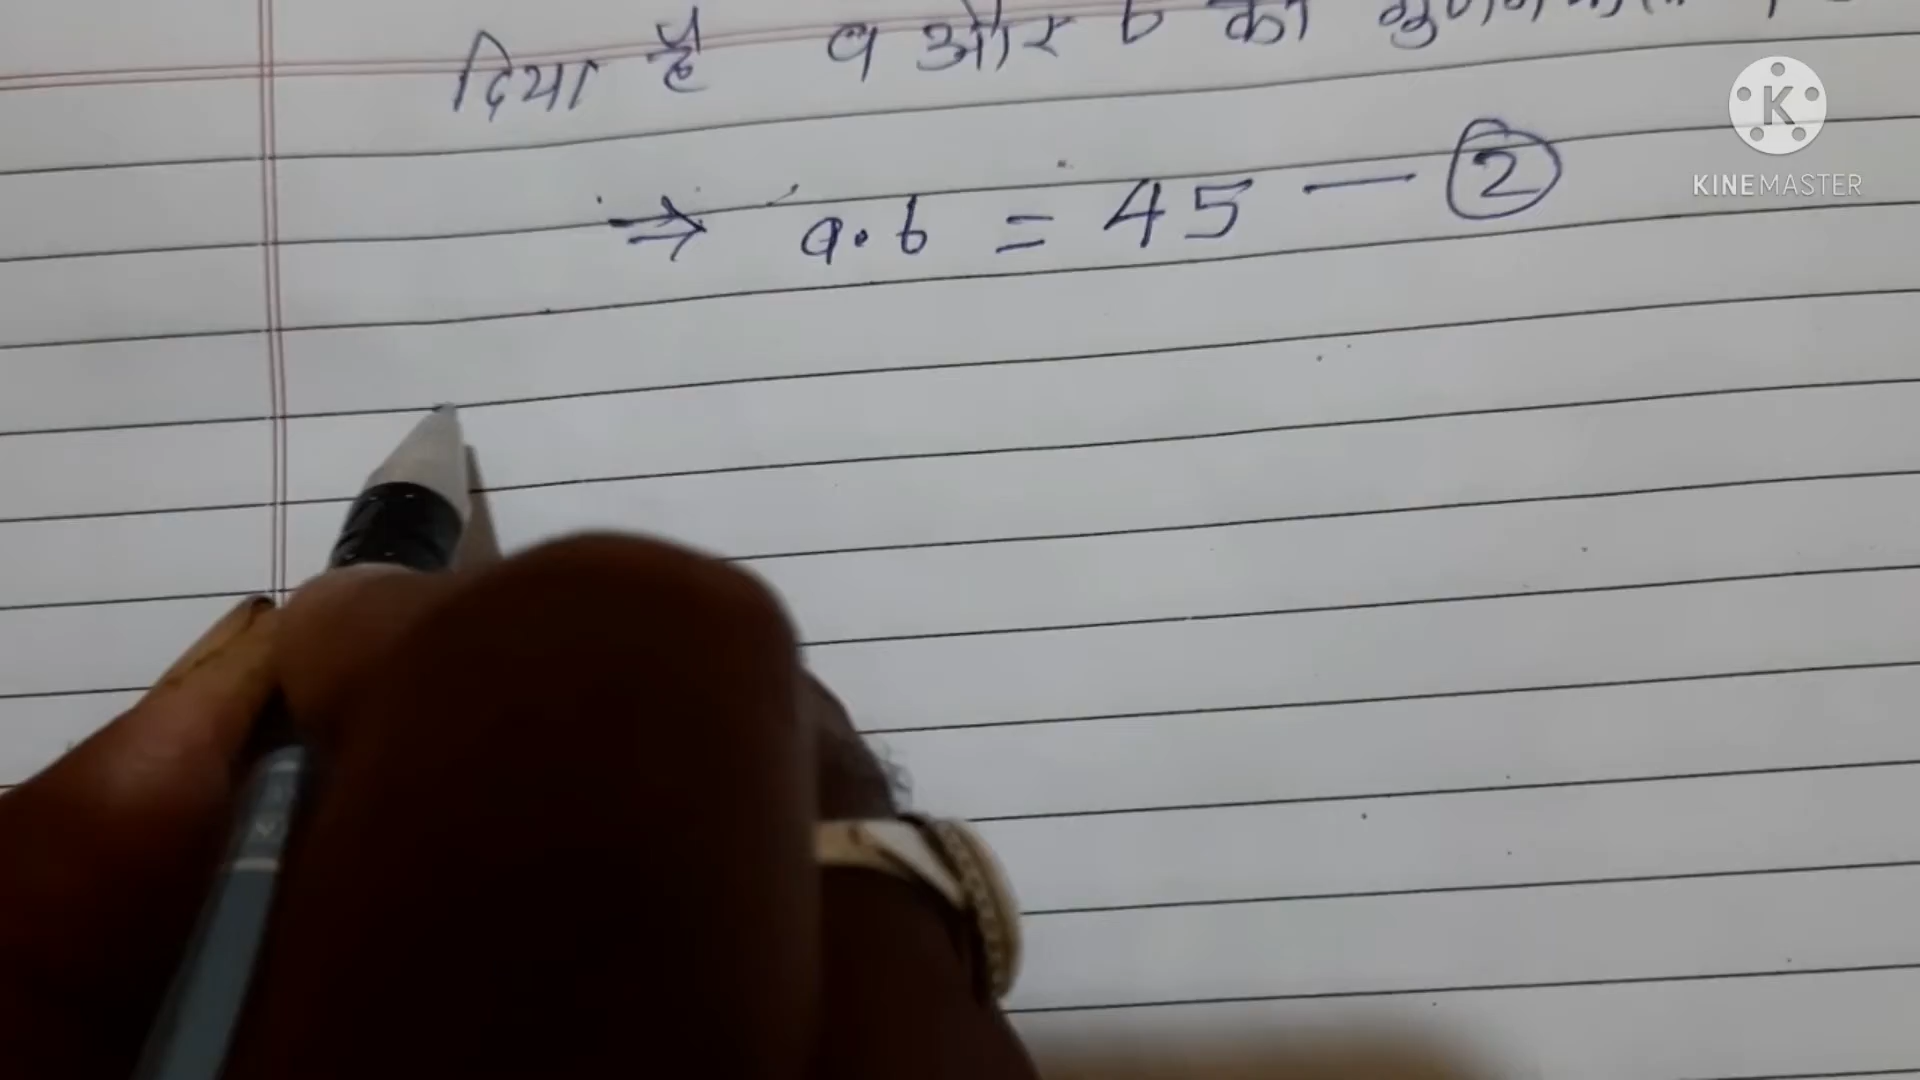 दिया है a और b का
⇒ a.b = 45 — ②
K
KINEMASTER